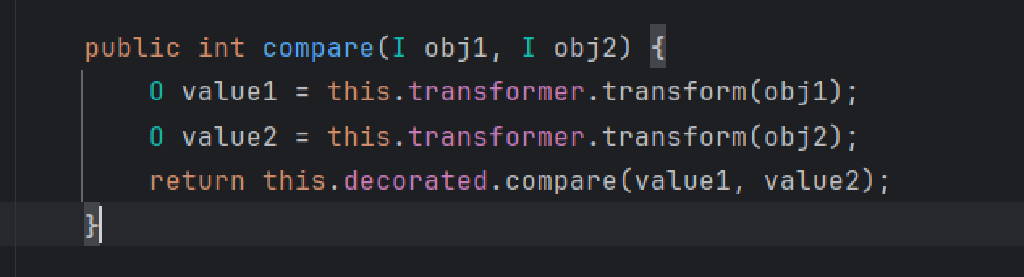 public int compare(I obj1, I obj2) {
    O value1 = this.transformer.transform(obj1);
    O value2 = this.transformer.transform(obj2);
    return this.decorated.compare(value1, value2);
}